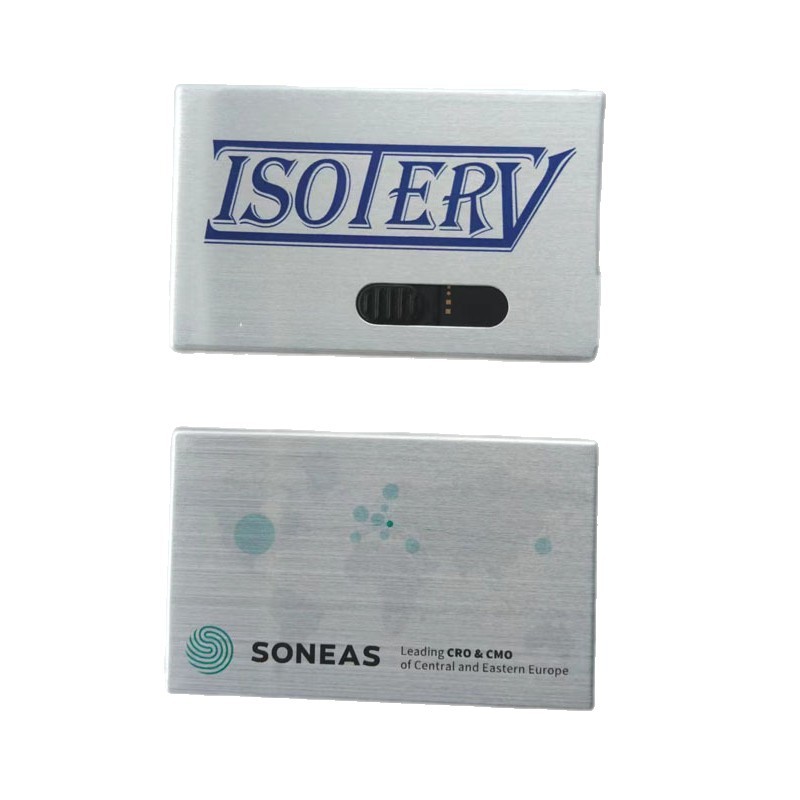 ISOTERV
SONEAS
Leading CRO & CMO
of Central and Eastern Europe